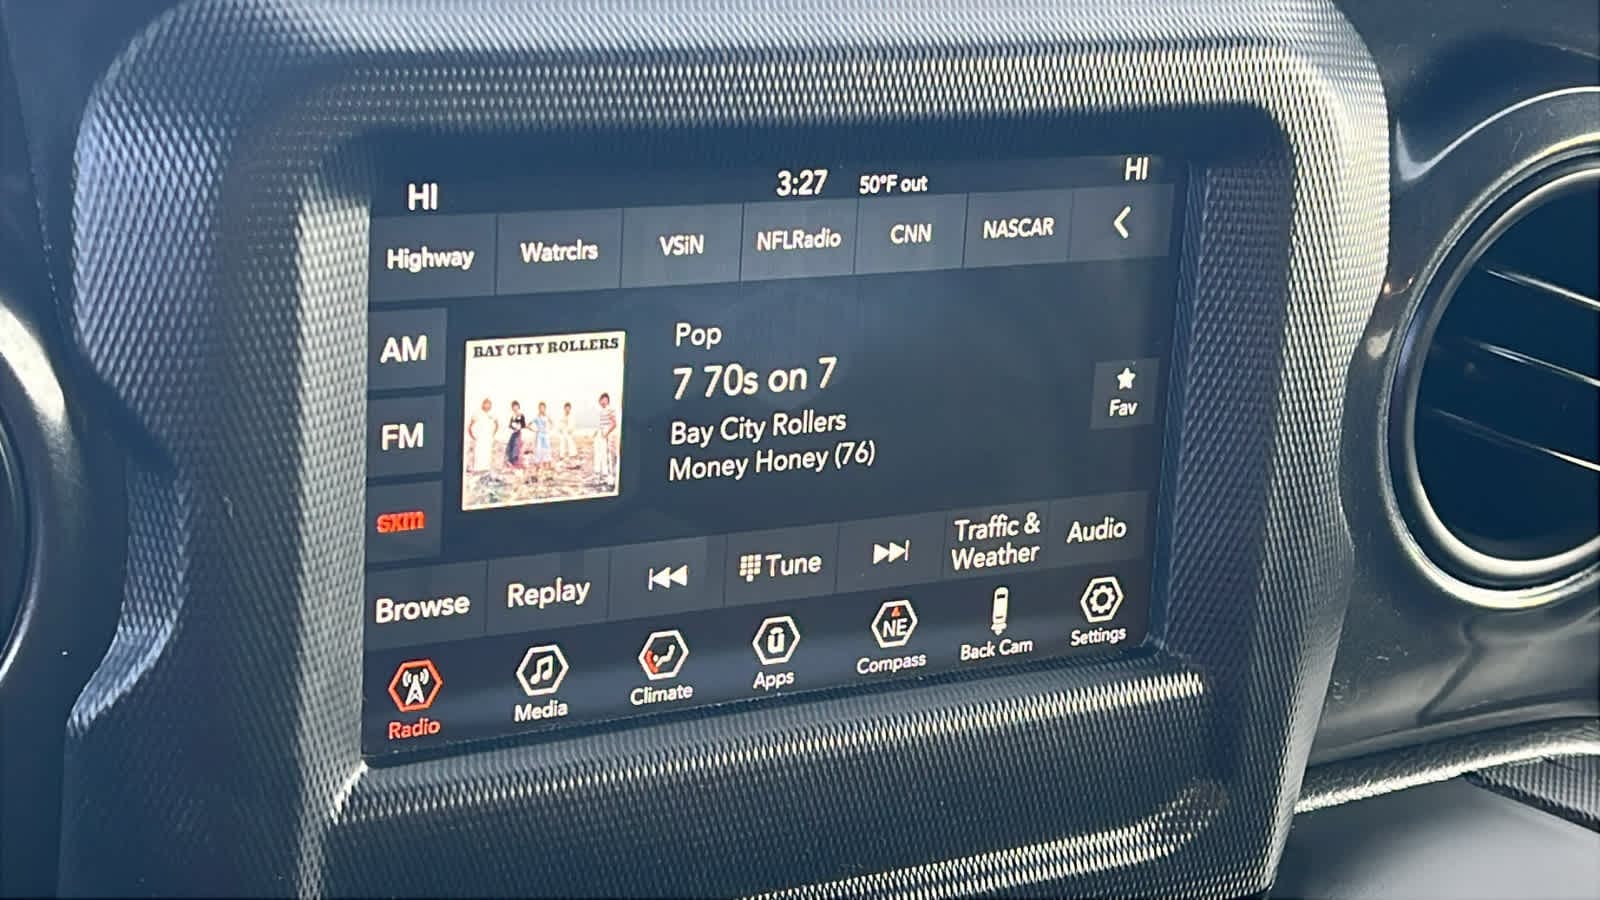 HI 3:27 50°F out HI
Highway Watrclrs VSiN NFLRadio CNN NASCAR
AM
FM
sxm
BAY CITY ROLLERS
Pop
7 70s on 7
Bay City Rollers
Money Honey (76)
Fav
Browse Replay Tune Traffic & Weather Audio
Radio Media Climate Apps NE Compass Back Cam Settings